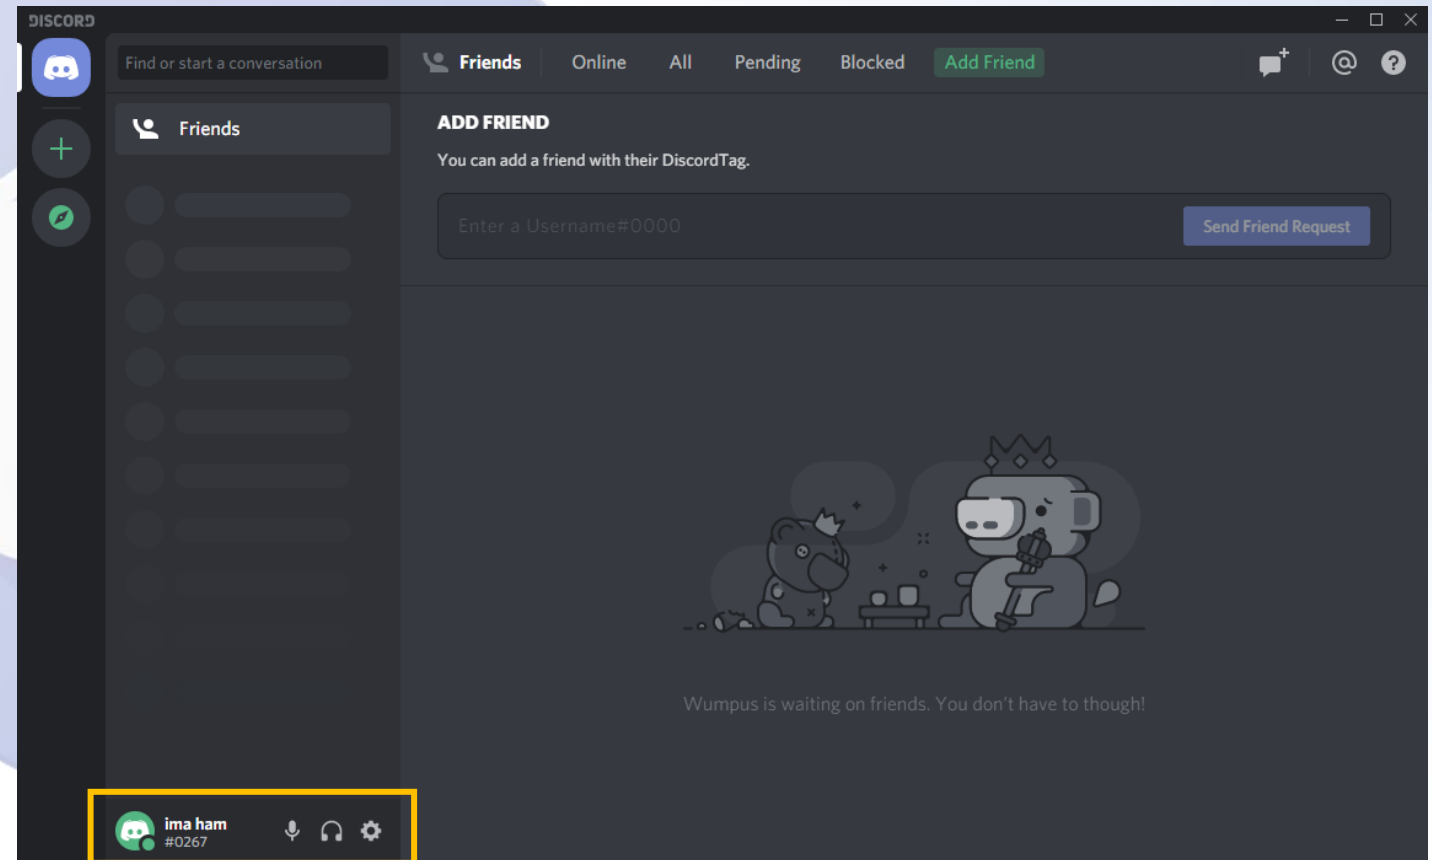 DISCORD
Find or start a conversation
Friends Online All Pending Blocked Add Friend
Friends
ADD FRIEND
You can add a friend with their DiscordTag.
Enter a Username#0000
Send Friend Request
Wumpus is waiting on friends. You don't have to though!
ima ham
#0267